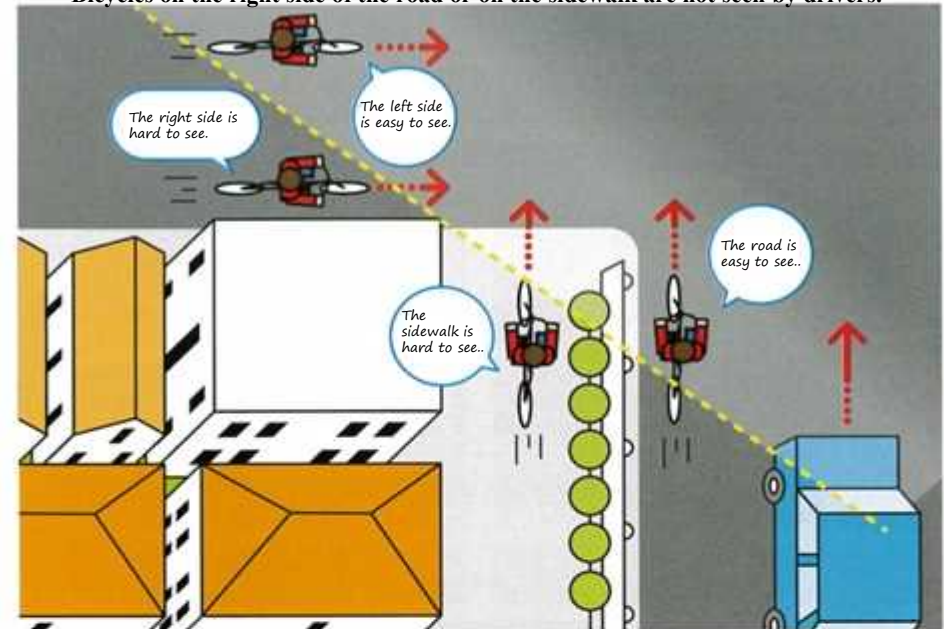 Bicycles on the right side of the road or on the sidewalk are not seen by drivers.
The left side
is easy to see.
The right side is
hard to see.
The road is
easy to see..
The
sidewalk is
hard to see..